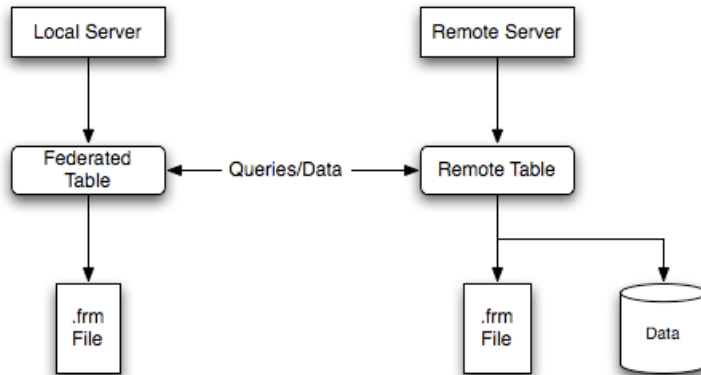 Local Server
Remote Server
Federated
Table
Queries/Data
Remote Table
.frm
File
.frm
File
Data